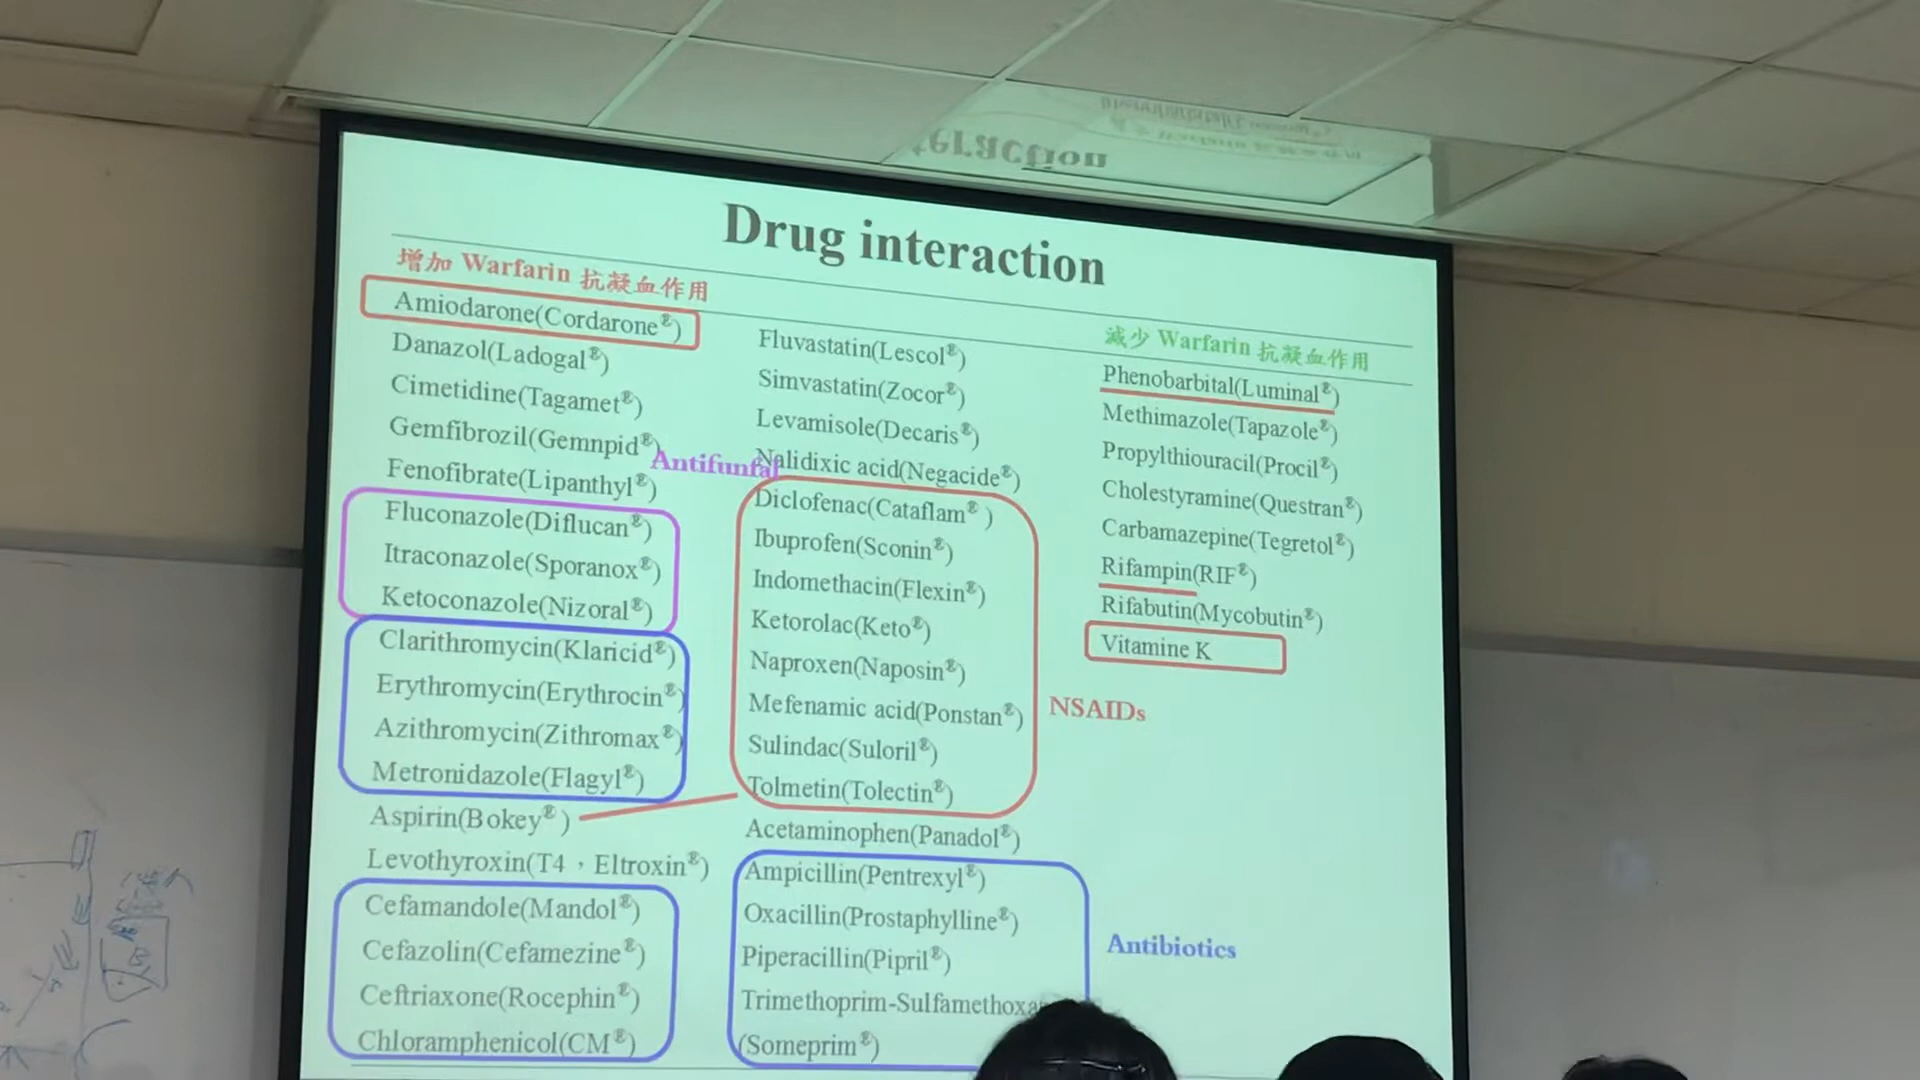 Drug interaction
增加 Warfarin 抗凝血作用
Amiodarone(Cordarone®)
Danazol(Ladogal®)
Cimetidine(Tagamet®)
Gemfibrozil(Gemnpid®)
Fenofibrate(Lipanthyl®)
Antifunfal
Fluconazole(Diflucan®)
Itraconazole(Sporanox®)
Ketoconazole(Nizoral®)
Clarithromycin(Klaricid®)
Erythromycin(Erythrocin®)
Azithromycin(Zithromax®)
Metronidazole(Flagyl®)
Aspirin(Bokey®)
Levothyroxin(T4，Eltroxin®)
Cefamandole(Mandol®)
Cefazolin(Cefamezine®)
Ceftriaxone(Rocephin®)
Chloramphenicol(CM®)
Fluvastatin(Lescol®)
Simvastatin(Zocor®)
Levamisole(Decaris®)
Nalidixic acid(Negacide®)
Diclofenac(Cataflam®)
Ibuprofen(Sconin®)
Indomethacin(Flexin®)
Ketorolac(Keto®)
Naproxen(Naposin®)
Mefenamic acid(Ponstan®)
Sulindac(Suloril®)
Tolmetin(Tolectin®)
NSAIDs
Acetaminophen(Panadol®)
Ampicillin(Pentrexyl®)
Oxacillin(Prostaphylline®)
Piperacillin(Pipril®)
Trimethoprim-Sulfamethoxa
(Someprim®)
Antibiotics
減少 Warfarin 抗凝血作用
Phenobarbital(Luminal®)
Methimazole(Tapazole®)
Propylthiouracil(Procil®)
Cholestyramine(Questran®)
Carbamazepine(Tegretol®)
Rifampin(RIF®)
Rifabutin(Mycobutin®)
Vitamine K